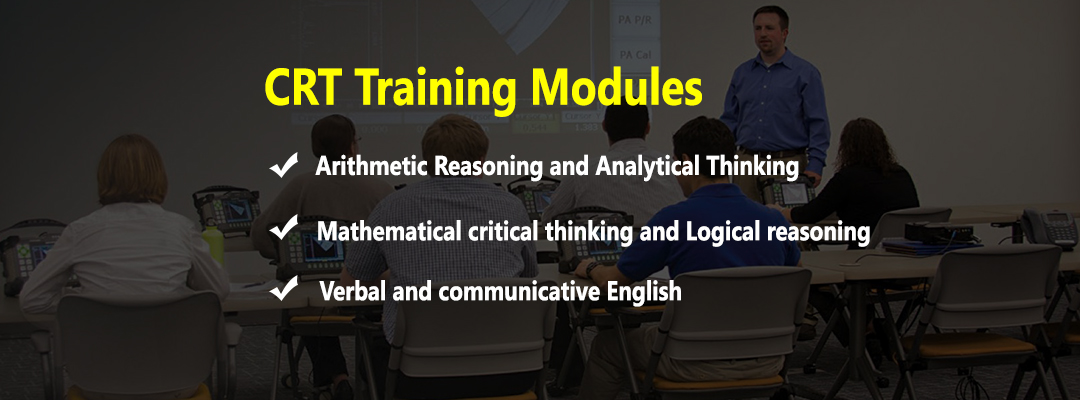 PA P/R
PA Cal
CRT Training Modules
Arithmetic Reasoning and Analytical Thinking
Mathematical critical thinking and Logical reasoning
Verbal and communicative English